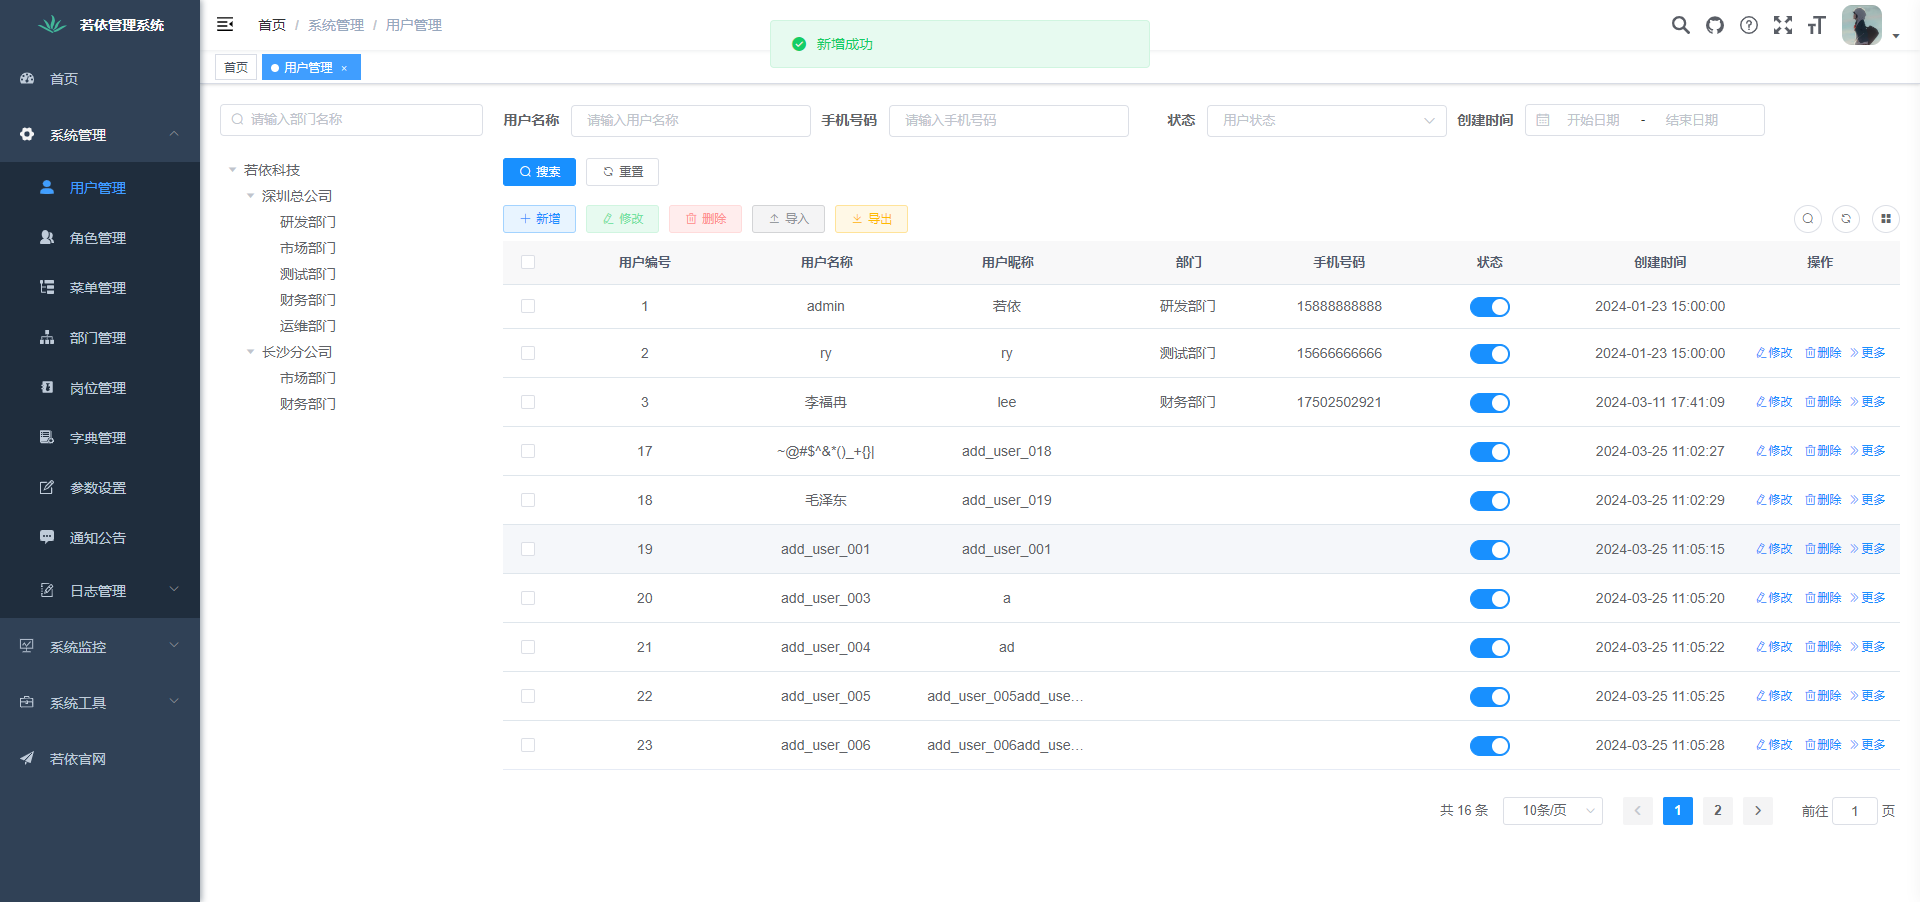 若依管理系统
首页
系统管理
用户管理
角色管理
菜单管理
部门管理
岗位管理
字典管理
参数设置
通知公告
日志管理
系统监控
系统工具
若依官网
首页 / 系统管理 / 用户管理
新增成功
首页 用户管理 ×
请输入部门名称
若依科技
深圳总公司
研发部门
市场部门
测试部门
财务部门
运维部门
长沙分公司
市场部门
财务部门
用户名称 请输入用户名称 手机号码 请输入手机号码 状态 用户状态 创建时间 开始日期 - 结束日期
搜索 重置
新增 修改 删除 导入 导出
用户编号 用户名称 用户昵称 部门 手机号码 状态 创建时间 操作
1 admin 若依 研发部门 15888888888 2024-01-23 15:00:00
2 ry ry 测试部门 15666666666 2024-01-23 15:00:00 修改 删除 更多
3 李福冉 lee 财务部门 17502502921 2024-03-11 17:41:09 修改 删除 更多
17 ~@#$^&*()_+{}| add_user_018 2024-03-25 11:02:27 修改 删除 更多
18 毛泽东 add_user_019 2024-03-25 11:02:29 修改 删除 更多
19 add_user_001 add_user_001 2024-03-25 11:05:15 修改 删除 更多
20 add_user_003 a 2024-03-25 11:05:20 修改 删除 更多
21 add_user_004 ad 2024-03-25 11:05:22 修改 删除 更多
22 add_user_005 add_user_005add_use... 2024-03-25 11:05:25 修改 删除 更多
23 add_user_006 add_user_006add_use... 2024-03-25 11:05:28 修改 删除 更多
共 16 条 10条/页 1 2 前往 1 页